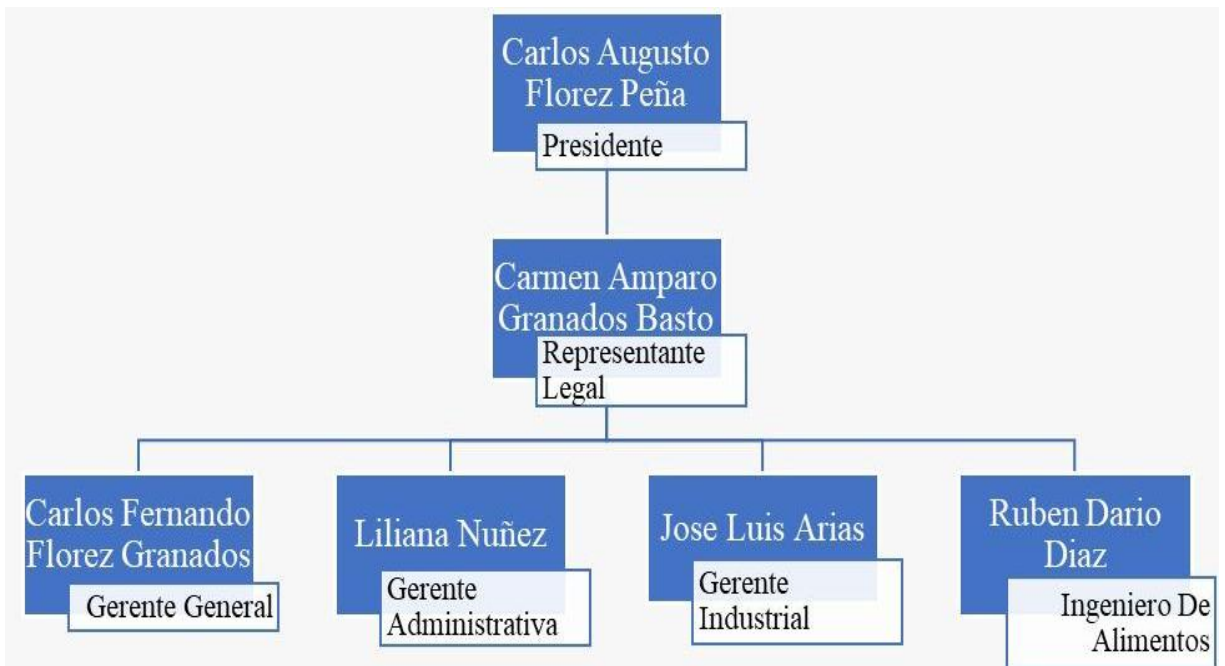 Carlos Augusto
Florez Peña
Presidente
Carmen Amparo
Granados Basto
Representante
Legal
Carlos Fernando
Florez Granados
Gerente General
Liliana Nuñez
Gerente
Administrativa
Jose Luis Arias
Gerente
Industrial
Ruben Dario
Diaz
Ingeniero De
Alimentos